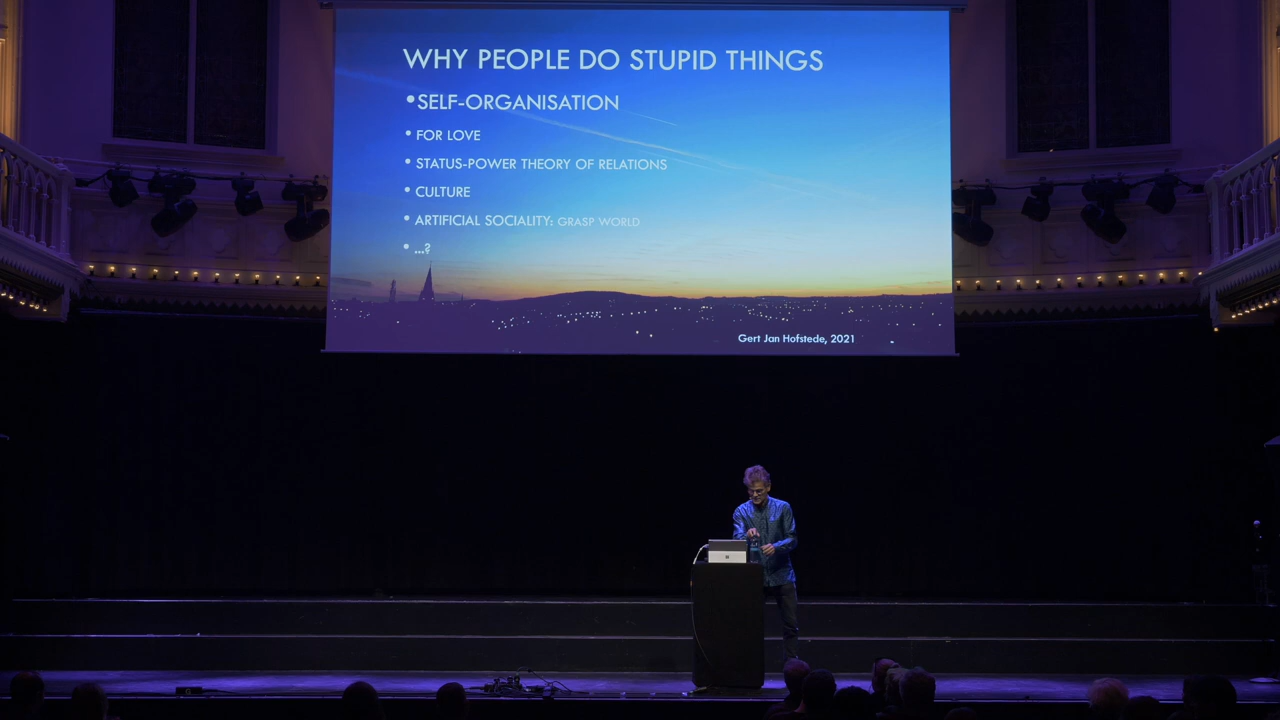 WHY PEOPLE DO STUPID THINGS
•SELF-ORGANISATION
• FOR LOVE
• STATUS-POWER THEORY OF RELATIONS
• CULTURE
• ARTIFICIAL SOCIALITY: GRASP WORLD
• ...?
Gert Jan Hofstede, 2021